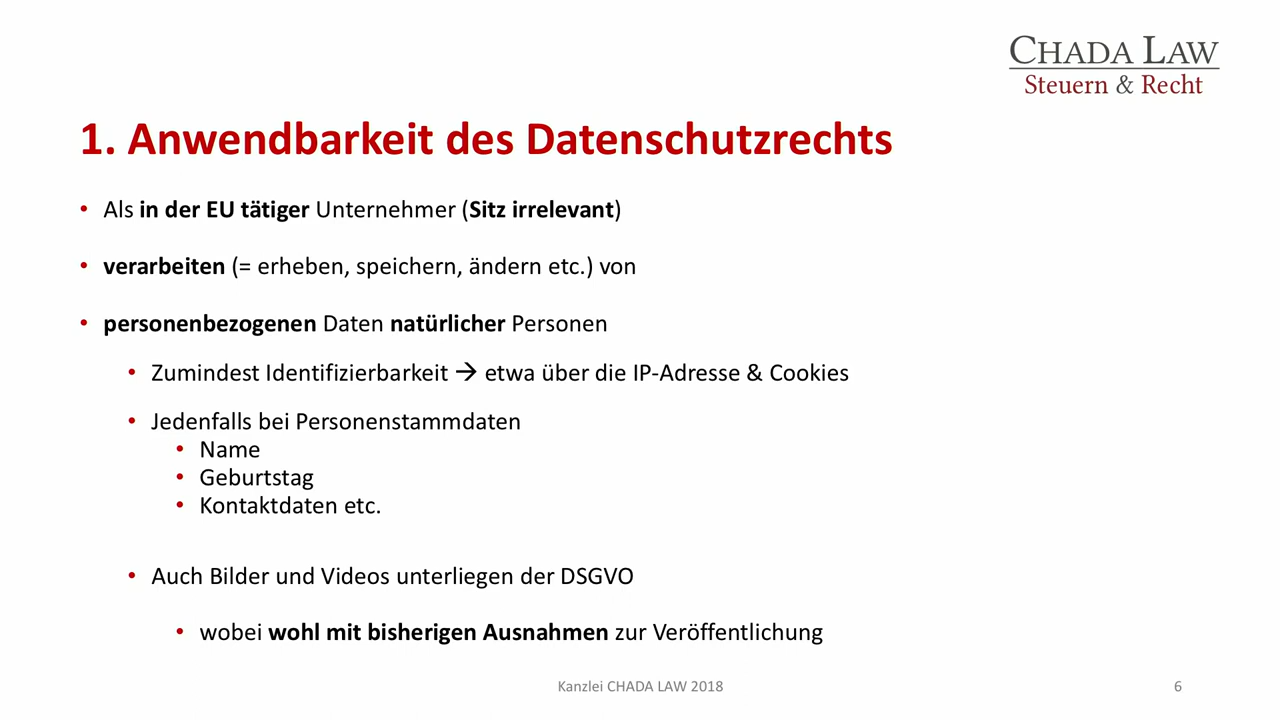 CHADA LAW
Steuern & Recht
1. Anwendbarkeit des Datenschutzrechts
• Als in der EU tätiger Unternehmer (Sitz irrelevant)
• verarbeiten (= erheben, speichern, ändern etc.) von
• personenbezogenen Daten natürlicher Personen
• Zumindest Identifizierbarkeit → etwa über die IP-Adresse & Cookies
• Jedenfalls bei Personenstammdaten
• Name
• Geburtstag
• Kontaktdaten etc.
• Auch Bilder und Videos unterliegen der DSGVO
• wobei wohl mit bisherigen Ausnahmen zur Veröffentlichung
Kanzlei CHADA LAW 2018
6